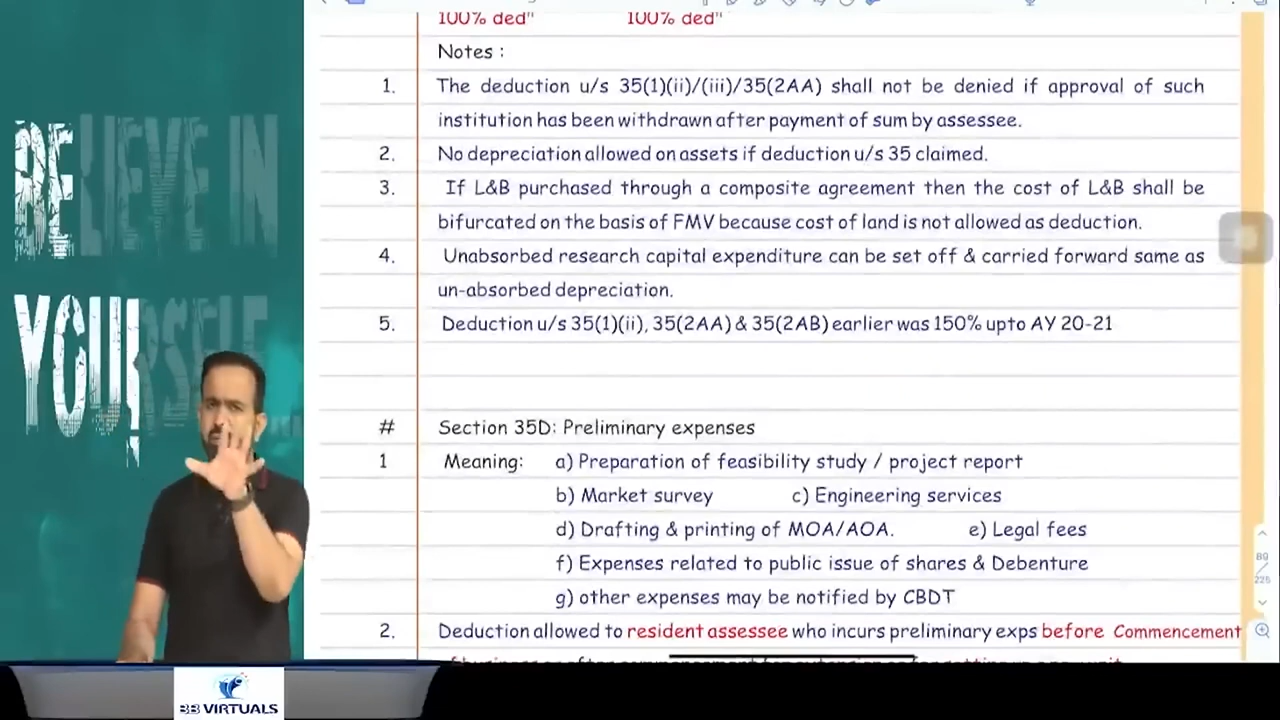 100% ded" 100% ded"
Notes :
1. The deduction u/s 35(1)(ii)/(iii)/35(2AA) shall not be denied if approval of such
institution has been withdrawn after payment of sum by assessee.
2. No depreciation allowed on assets if deduction u/s 35 claimed.
3. If L&B purchased through a composite agreement then the cost of L&B shall be
bifurcated on the basis of FMV because cost of land is not allowed as deduction.
4. Unabsorbed research capital expenditure can be set off & carried forward same as
un-absorbed depreciation.
5. Deduction u/s 35(1)(ii), 35(2AA) & 35(2AB) earlier was 150% upto AY 20-21
# Section 35D: Preliminary expenses
1 Meaning: a) Preparation of feasibility study / project report
b) Market survey c) Engineering services
d) Drafting & printing of MOA/AOA. e) Legal fees
f) Expenses related to public issue of shares & Debenture
g) other expenses may be notified by CBDT
2. Deduction allowed to resident assessee who incurs preliminary exps before Commencement
BELIEVE IN
YOURSELF
89
225
BB VIRTUALS